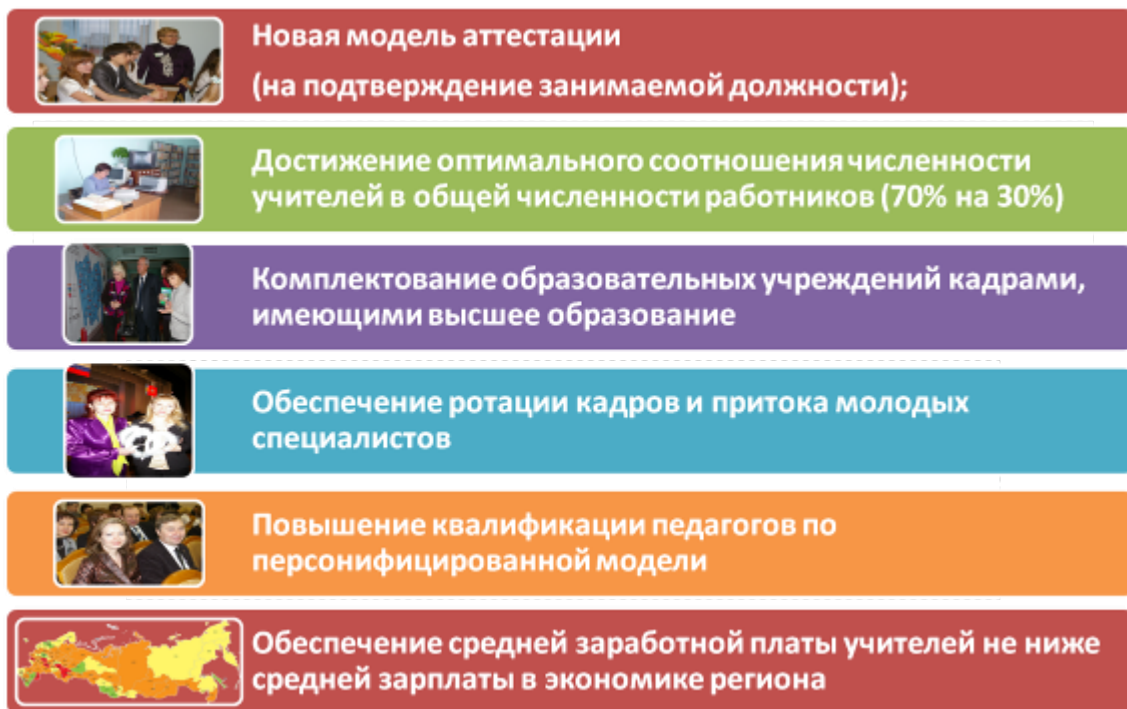 Новая модель аттестации
(на подтверждение занимаемой должности);
Достижение оптимального соотношения численности
учителей в общей численности работников (70% на 30%)
Комплектование образовательных учреждений кадрами,
имеющими высшее образование
Обеспечение ротации кадров и притока молодых
специалистов
Повышение квалификации педагогов по
персонифицированной модели
Обеспечение средней заработной платы учителей не ниже
средней зарплаты в экономике региона